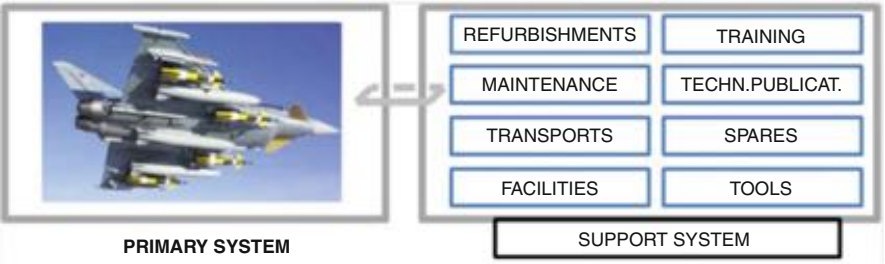 REFURBISHMENTS
TRAINING
MAINTENANCE
TECHN.PUBLICAT.
TRANSPORTS
SPARES
FACILITIES
TOOLS
PRIMARY SYSTEM
SUPPORT SYSTEM